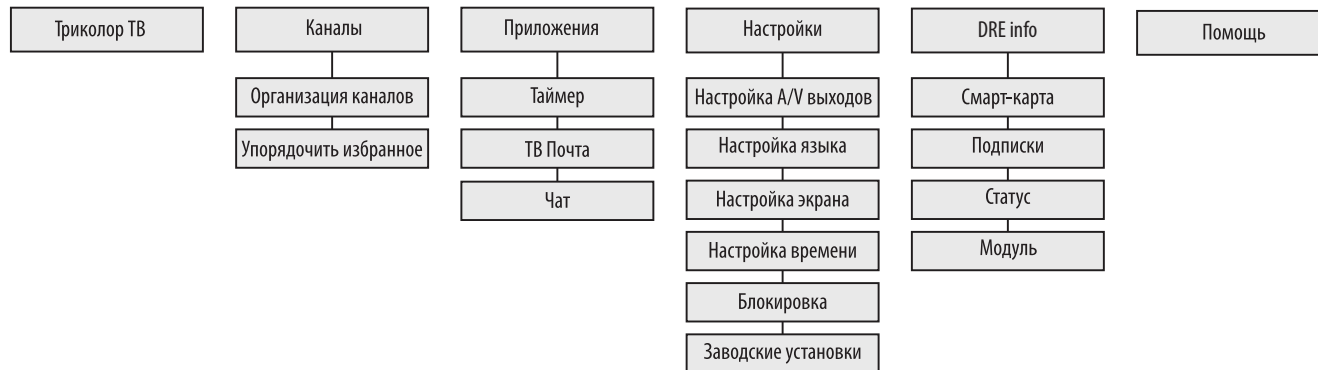 Триколор ТВ
Каналы
Организация каналов
Упорядочить избранное
Приложения
Таймер
ТВ Почта
Чат
Настройки
Настройка A/V выходов
Настройка языка
Настройка экрана
Настройка времени
Блокировка
Заводские установки
DRE info
Смарт-карта
Подписки
Статус
Модуль
Помощь